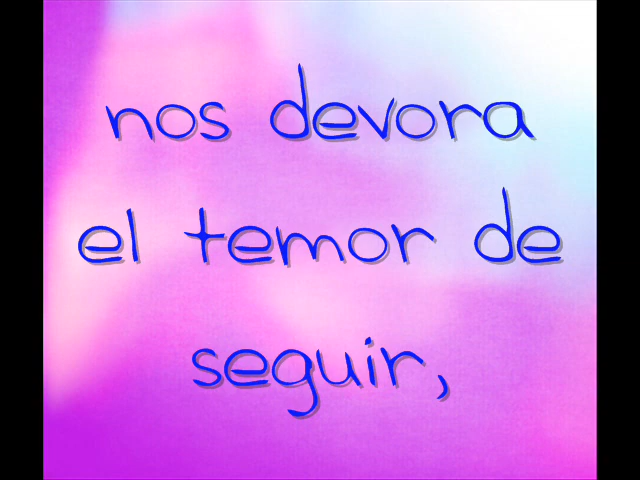 nos devora
el temor de
seguir,